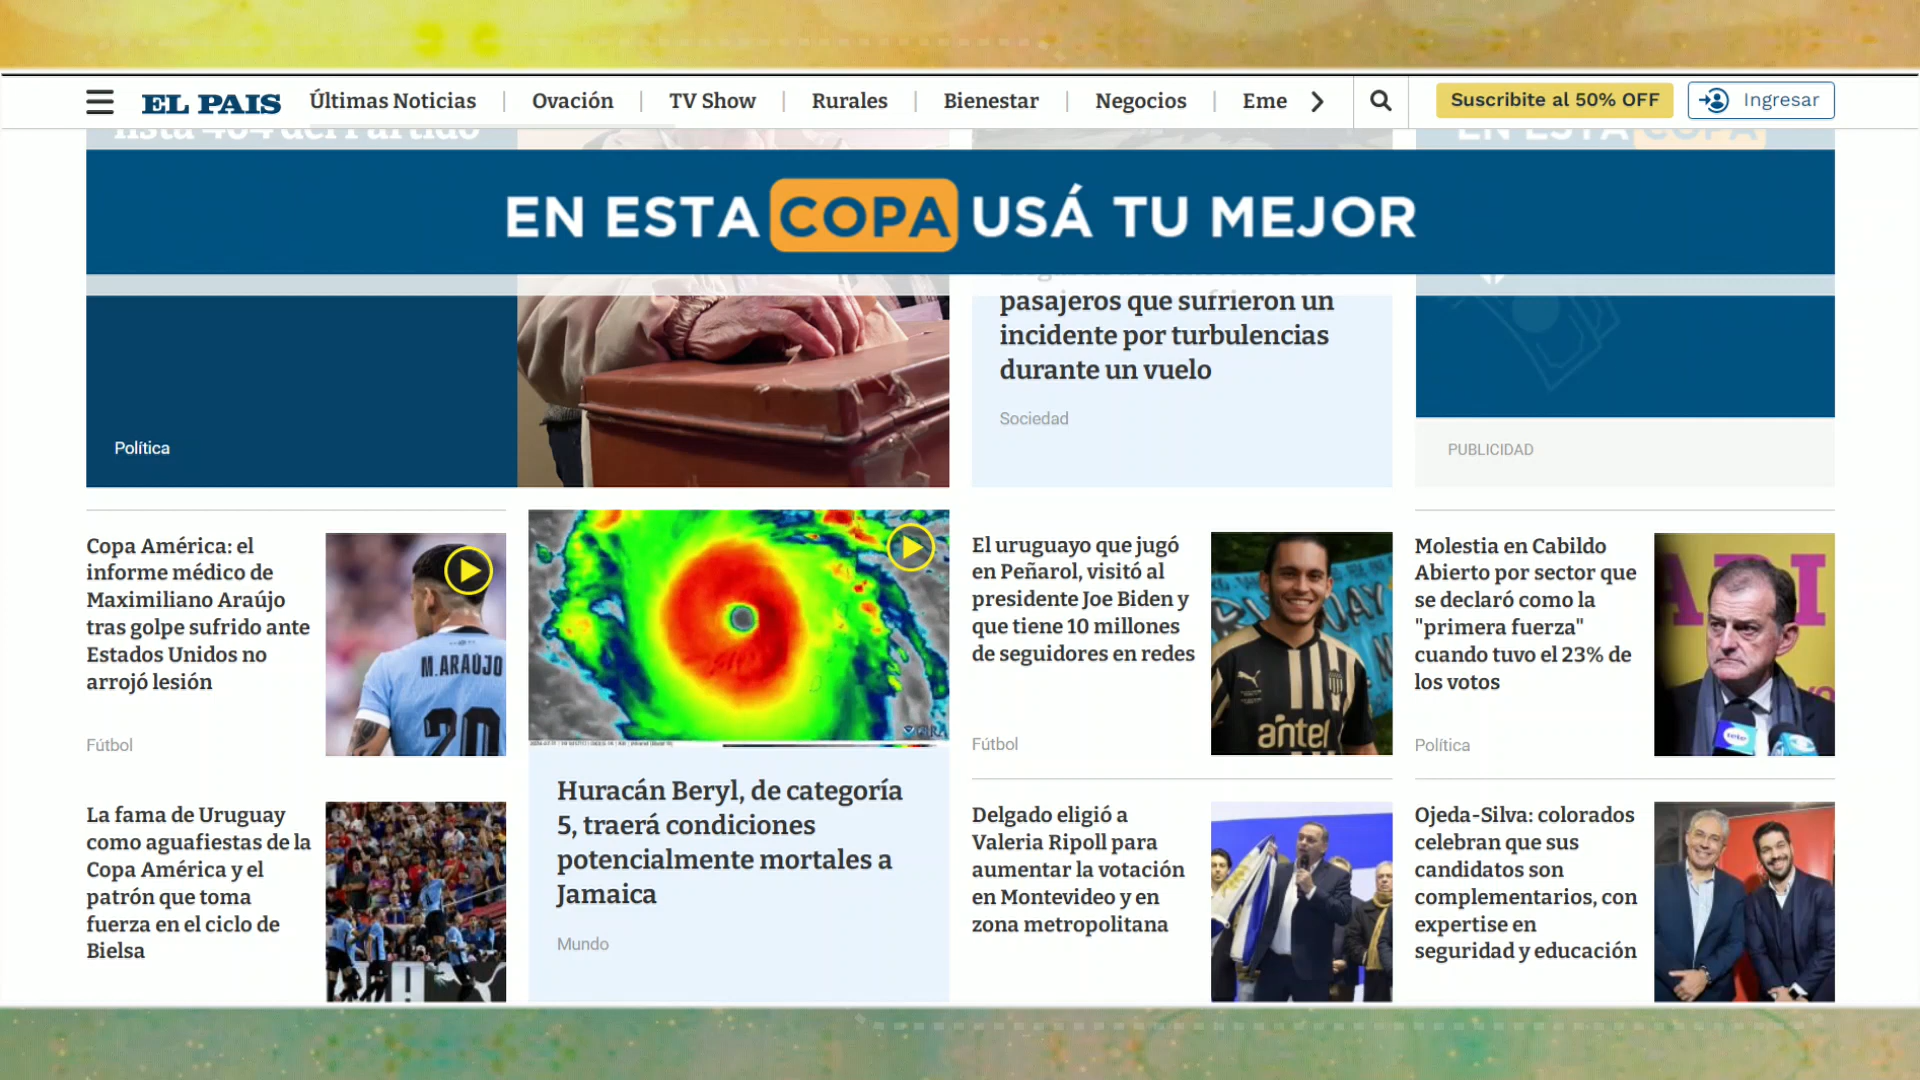 EL PAIS
Últimas Noticias
Ovación
TV Show
Rurales
Bienestar
Negocios
Eme
Suscribite al 50% OFF
Ingresar
lista 404 del Partido
EN ESTA COPA
EN ESTA COPA USÁ TU MEJOR
Política
pasajeros que sufrieron un
incidente por turbulencias
durante un vuelo
Sociedad
PUBLICIDAD
Copa América: el
informe médico de
Maximiliano Araújo
tras golpe sufrido ante
Estados Unidos no
arrojó lesión
Fútbol
M.ARAÚJO
20
Huracán Beryl, de categoría
5, traerá condiciones
potencialmente mortales a
Jamaica
Mundo
El uruguayo que jugó
en Peñarol, visitó al
presidente Joe Biden y
que tiene 10 millones
de seguidores en redes
Fútbol
antel
Molestia en Cabildo
Abierto por sector que
se declaró como la
"primera fuerza"
cuando tuvo el 23% de
los votos
Política
La fama de Uruguay
como aguafiestas de la
Copa América y el
patrón que toma
fuerza en el ciclo de
Bielsa
Delgado eligió a
Valeria Ripoll para
aumentar la votación
en Montevideo y en
zona metropolitana
Ojeda-Silva: colorados
celebran que sus
candidatos son
complementarios, con
expertise en
seguridad y educación